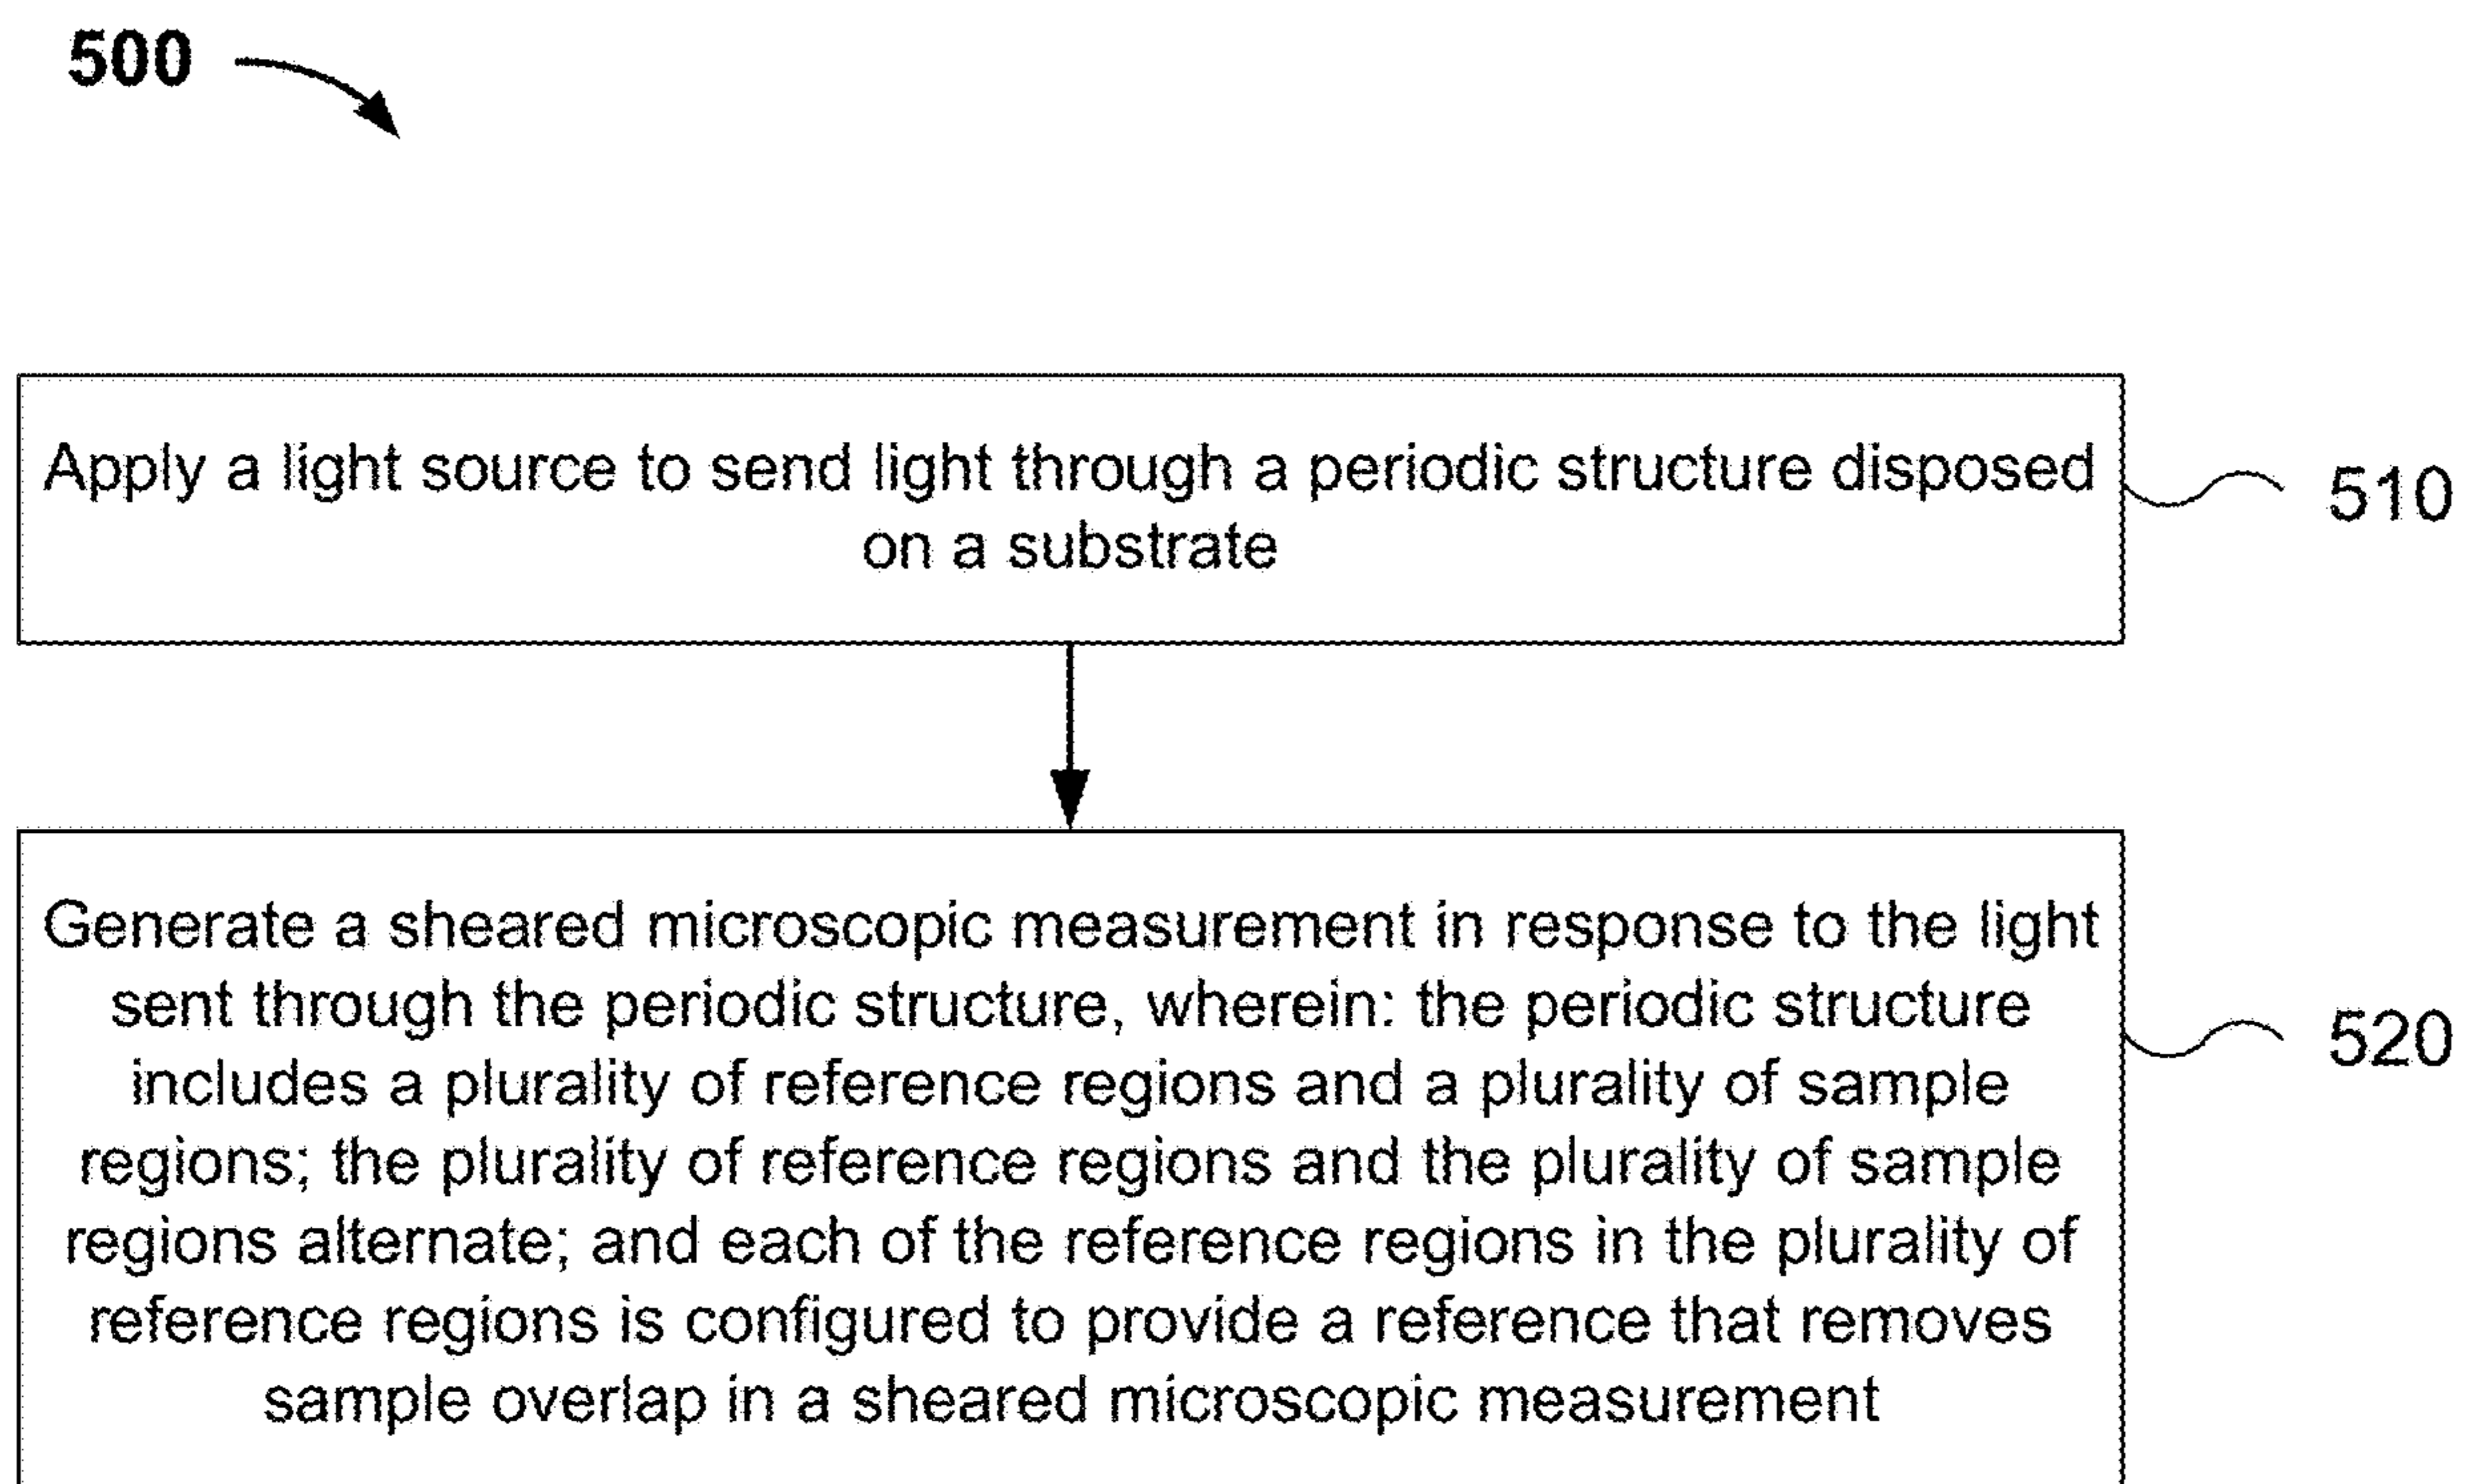 500
Apply a light source to send light through a periodic structure disposed
on a substrate
510
Generate a sheared microscopic measurement in response to the light
sent through the periodic structure, wherein: the periodic structure
includes a plurality of reference regions and a plurality of sample
regions; the plurality of reference regions and the plurality of sample
regions alternate; and each of the reference regions in the plurality of
reference regions is configured to provide a reference that removes
sample overlap in a sheared microscopic measurement
520